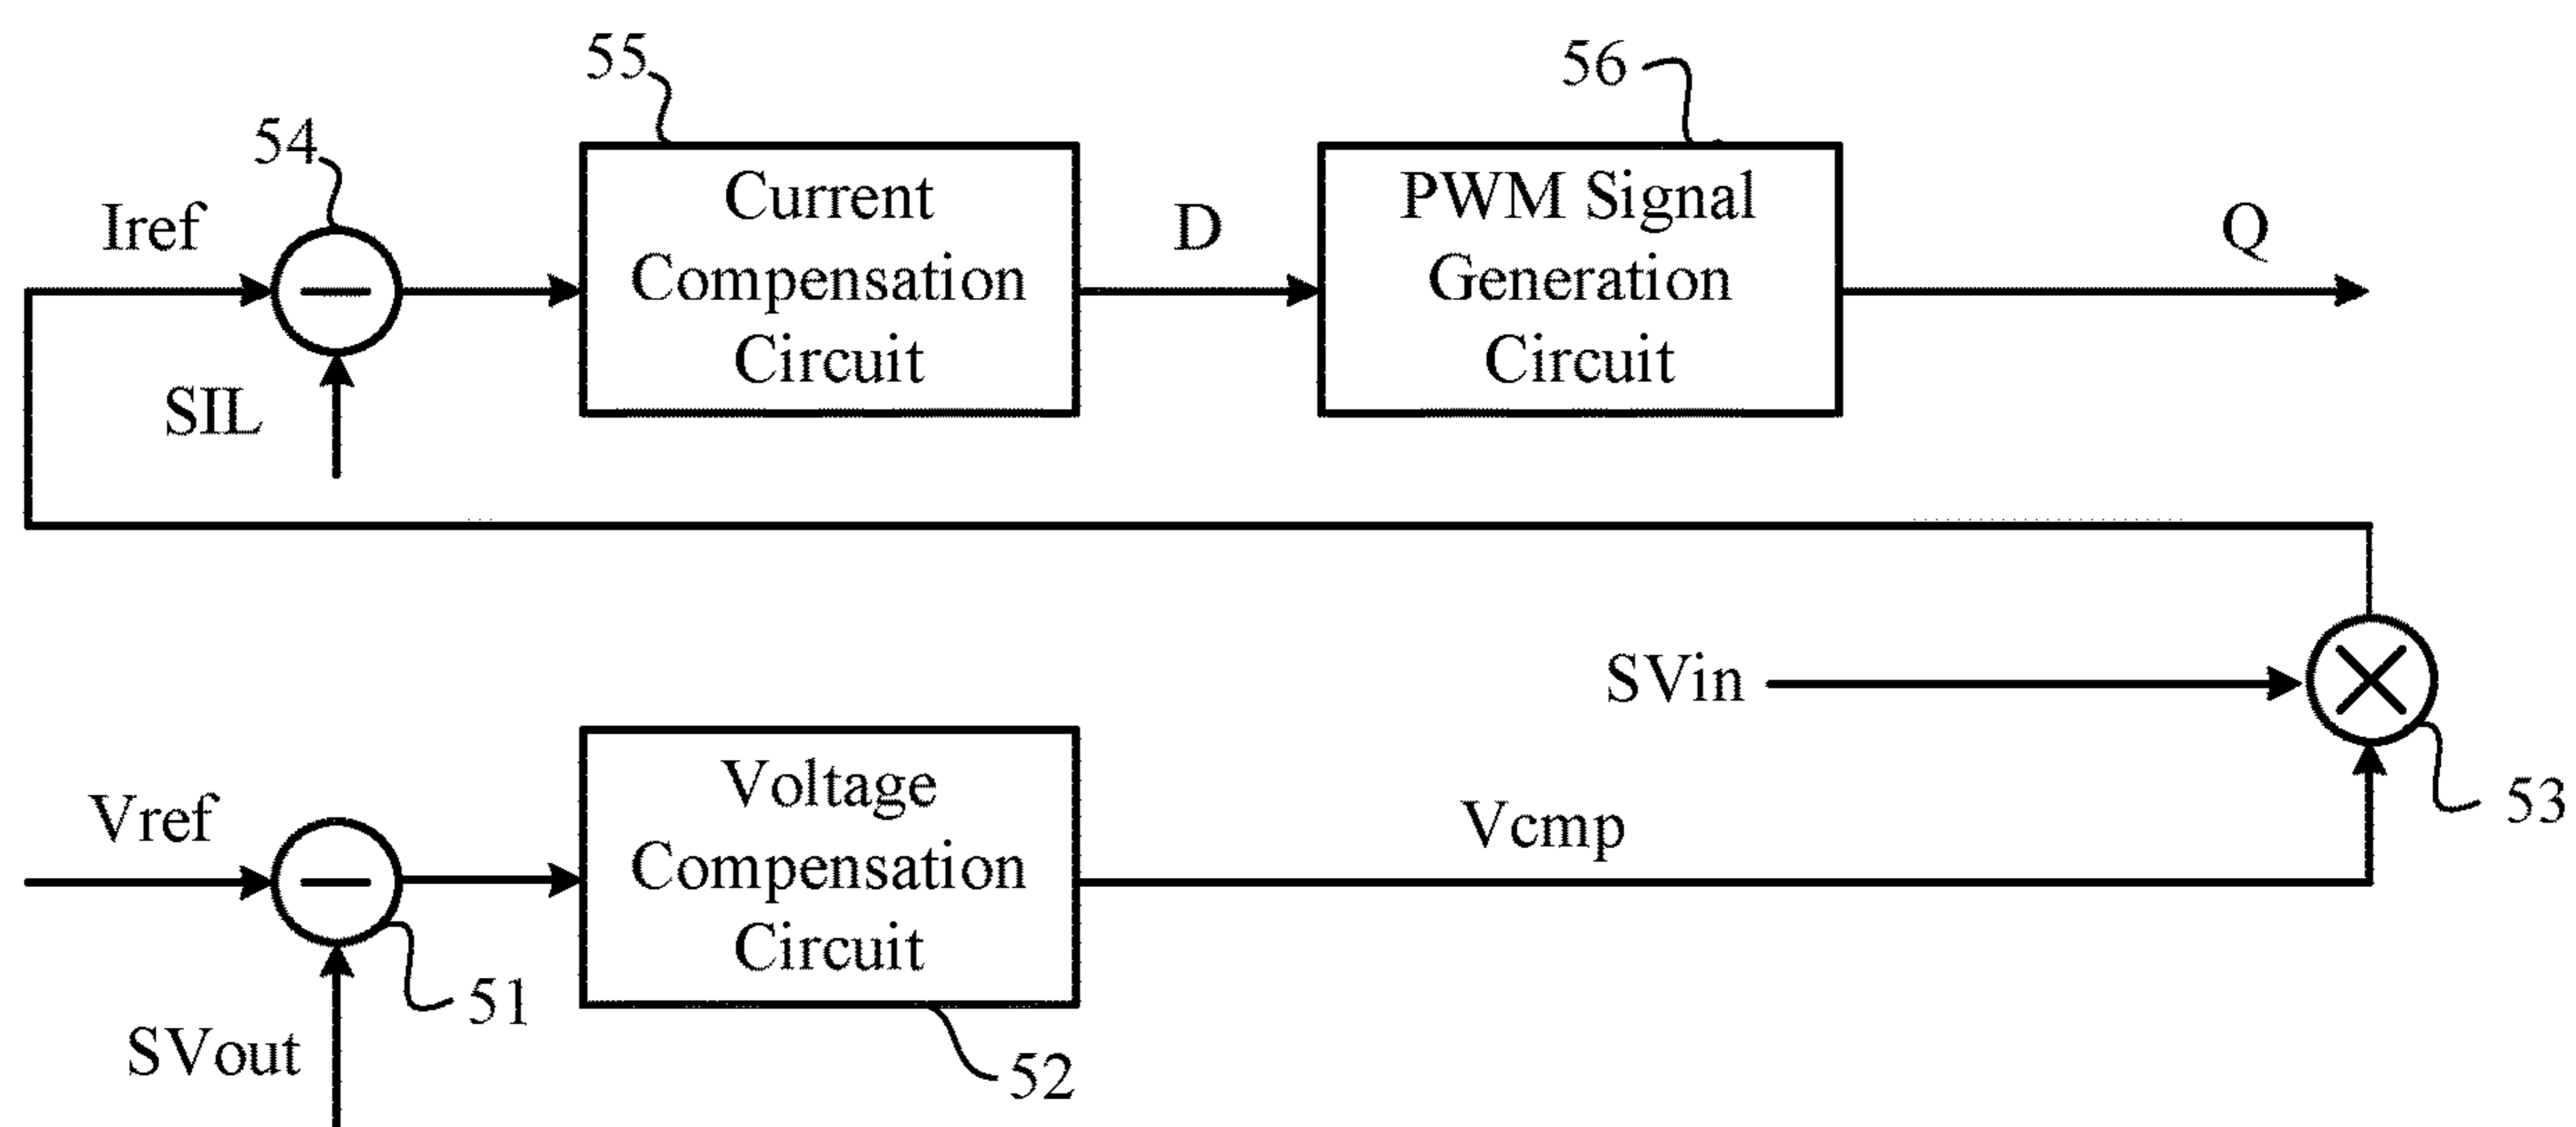 55
56
54
Iref
Current
Compensation
Circuit
D
PWM Signal
Generation
Circuit
Q
SIL
SVin
53
Vref
Voltage
Compensation
Circuit
Vcmp
51
SVout
52